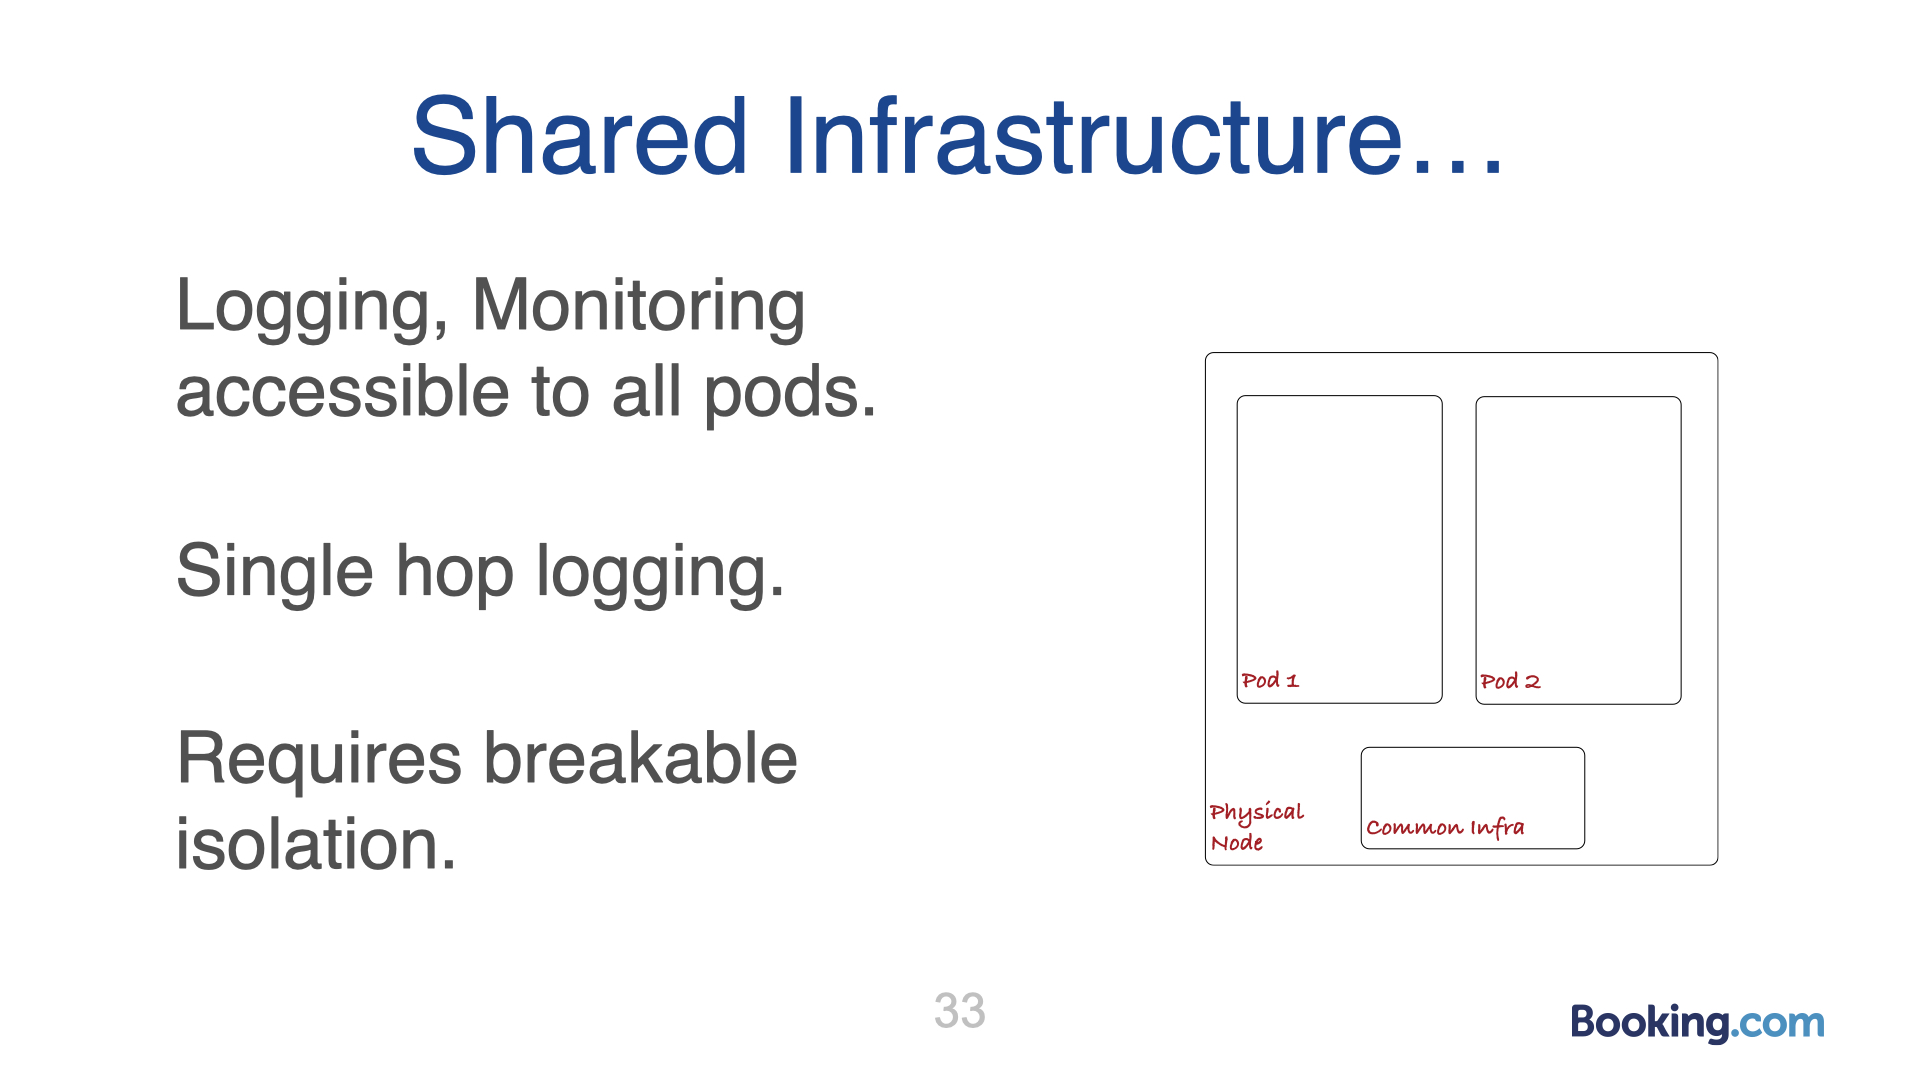 Shared Infrastructure…
Logging, Monitoring
accessible to all pods.
Single hop logging.
Requires breakable
isolation.
Pod 1
Pod 2
Physical
Node
Common Infra
33
Booking.com